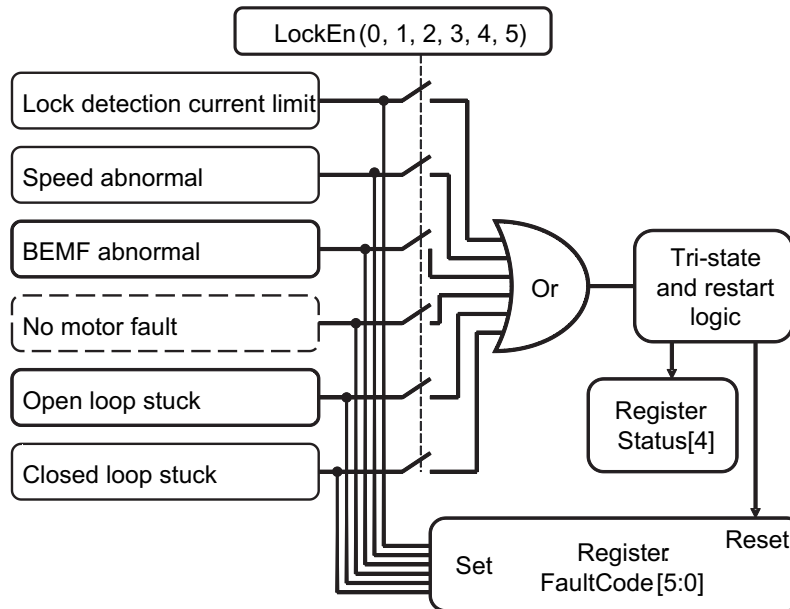 LockEn(0, 1, 2, 3, 4, 5)
Lock detection current limit
Speed abnormal
BEMF abnormal
No motor fault
Open loop stuck
Closed loop stuck
Or
Tri-state
and restart
logic
Register
Status[4]
Reset
Set
Register
FaultCode[5:0]